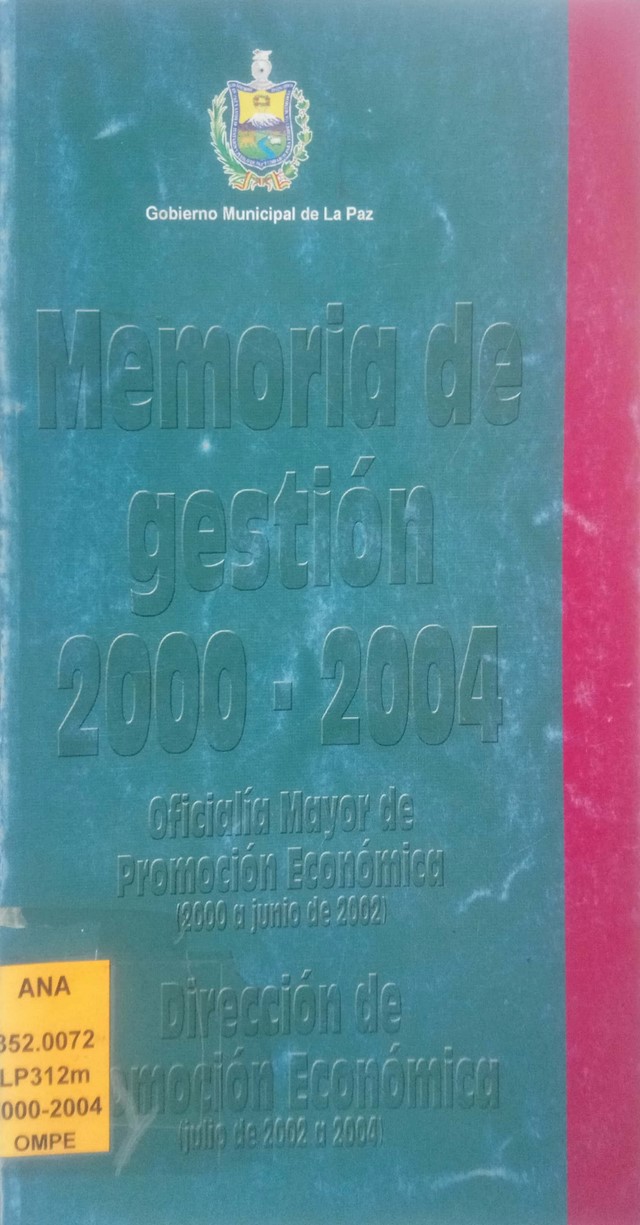 Gobierno Municipal de La Paz
Memoria de
gestión
2000 - 2004
Oficialía Mayor de
Promoción Económica
(2000 a junio de 2002)
Dirección de
omoción Económica
(julio de 2002 a 2004)
ANA
352.0072
LP312m
000-2004
OMPE